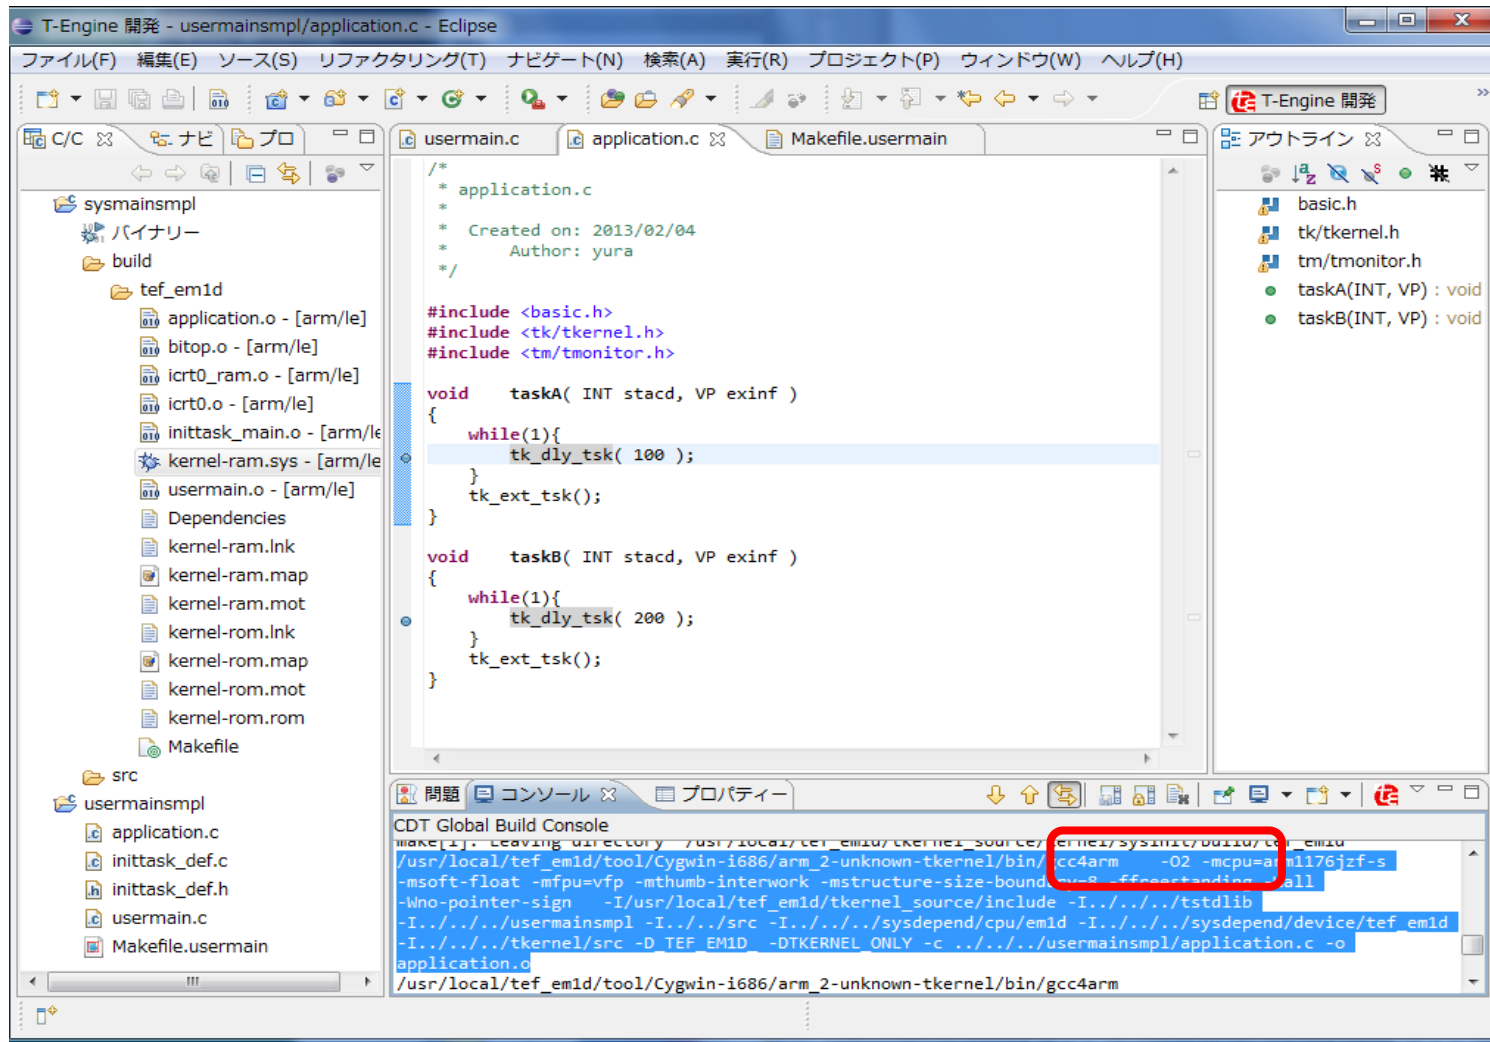 T-Engine 開発 - usermainsmpl/application.c - Eclipse
ファイル(F) 編集(E) ソース(S) リファクタリング(T) ナビゲート(N) 検索(A) 実行(R) プロジェクト(P) ウィンドウ(W) ヘルプ(H)
T-Engine 開発
C/C ナビ プロ
sysmainsmpl
バイナリー
build
tef_em1d
application.o - [arm/le]
bitop.o - [arm/le]
icrt0_ram.o - [arm/le]
icrt0.o - [arm/le]
inittask_main.o - [arm/le
kernel-ram.sys - [arm/le
usermain.o - [arm/le]
Dependencies
kernel-ram.lnk
kernel-ram.map
kernel-ram.mot
kernel-rom.lnk
kernel-rom.map
kernel-rom.mot
kernel-rom.rom
Makefile
src
usermainsmpl
application.c
inittask_def.c
inittask_def.h
usermain.c
Makefile.usermain
usermain.c application.c Makefile.usermain
/*
* application.c
*
* Created on: 2013/02/04
* Author: yura
*/
#include <basic.h>
#include <tk/tkernel.h>
#include <tm/tmonitor.h>
void taskA( INT stacd, VP exinf )
{
while(1){
tk_dly_tsk( 100 );
}
tk_ext_tsk();
}
void taskB( INT stacd, VP exinf )
{
while(1){
tk_dly_tsk( 200 );
}
tk_ext_tsk();
}
アウトライン
basic.h
tk/tkernel.h
tm/tmonitor.h
taskA(INT, VP) : void
taskB(INT, VP) : void
問題 コンソール プロパティー
CDT Global Build Console
make[1]: Leaving directory `/usr/local/tef_em1d/tkernel_source/kernel/sysinit/build/tef_em1d'
/usr/local/tef_em1d/tool/Cygwin-i686/arm_2-unknown-tkernel/bin/gcc4arm -O2 -mcpu=arm1176jzf-s
-msoft-float -mfpu=vfp -mthumb-interwork -mstructure-size-boundary=8 -ffreestanding -Wall
-Wno-pointer-sign -I/usr/local/tef_em1d/tkernel_source/include -I../../../tstdlib
-I../../../usermainsmpl -I../../src -I../../../sysdepend/cpu/em1d -I../../../sysdepend/device/tef_em1d
-I../../../tkernel/src -D_TEF_EM1D_ -DTKERNEL_ONLY -c ../../../usermainsmpl/application.c -o
application.o
/usr/local/tef_em1d/tool/Cygwin-i686/arm_2-unknown-tkernel/bin/gcc4arm